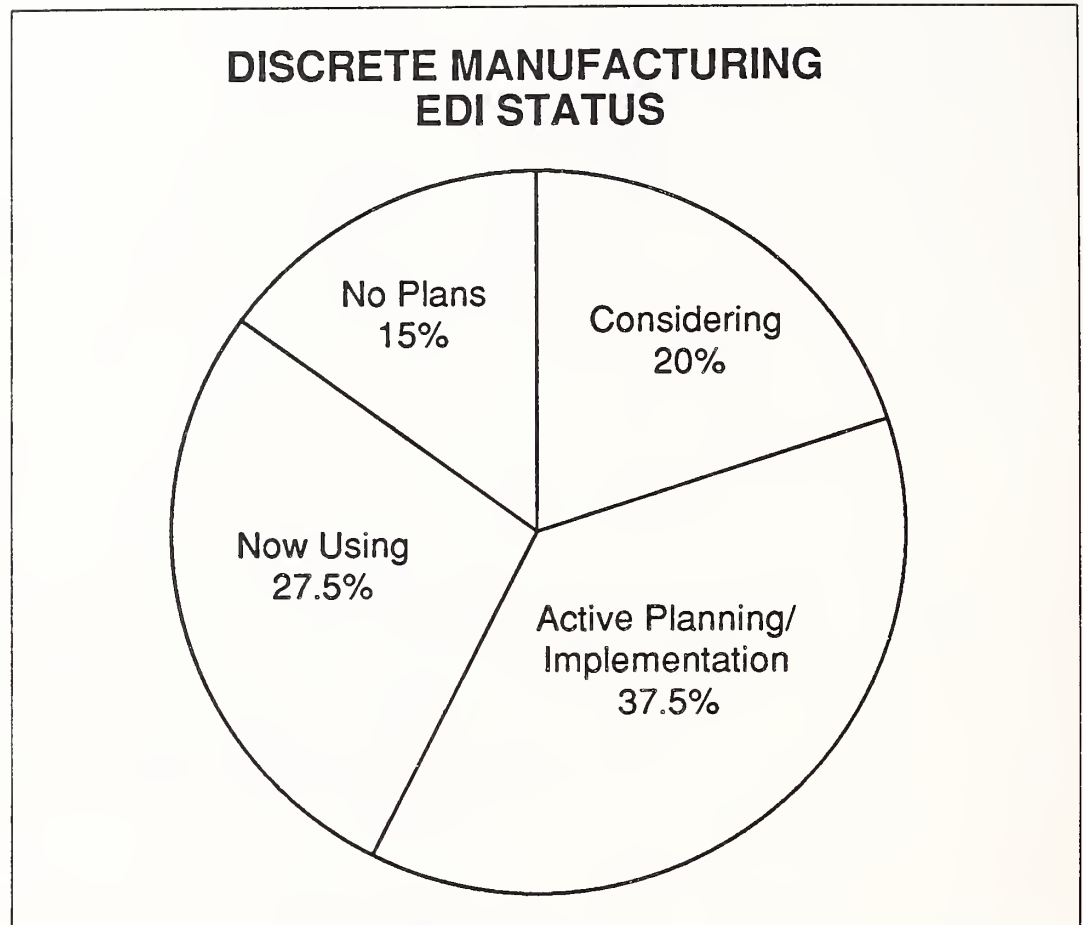 DISCRETE MANUFACTURING
EDI STATUS
No Plans
15%
Considering
20%
Now Using
27.5%
Active Planning/
Implementation
37.5%